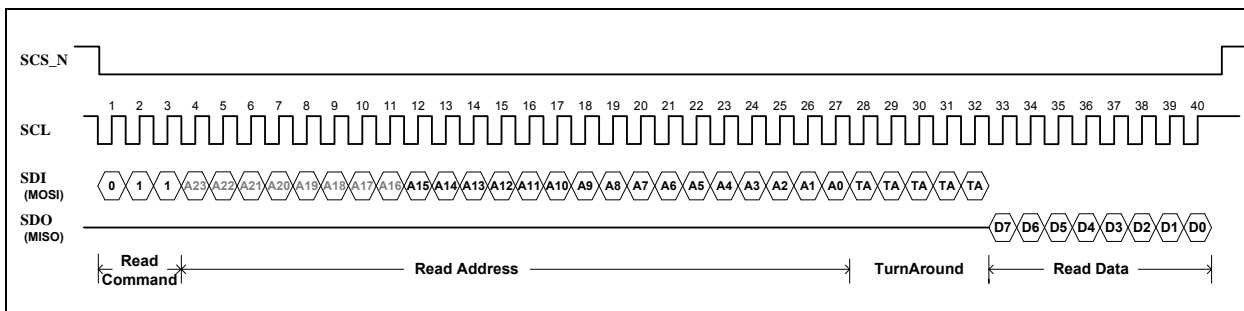 SCS_N
1 2 3 4 5 6 7 8 9 10 11 12 13 14 15 16 17 18 19 20 21 22 23 24 25 26 27 28 29 30 31 32 33 34 35 36 37 38 39 40
SCL
SDI
(MOSI)
0 1 1 A23 A22 A21 A20 A19 A18 A17 A16 A15 A14 A13 A12 A11 A10 A9 A8 A7 A6 A5 A4 A3 A2 A1 A0 TA TA TA TA TA
SDO
(MISO)
D7 D6 D5 D4 D3 D2 D1 D0
Read
Command
Read Address
TurnAround
Read Data